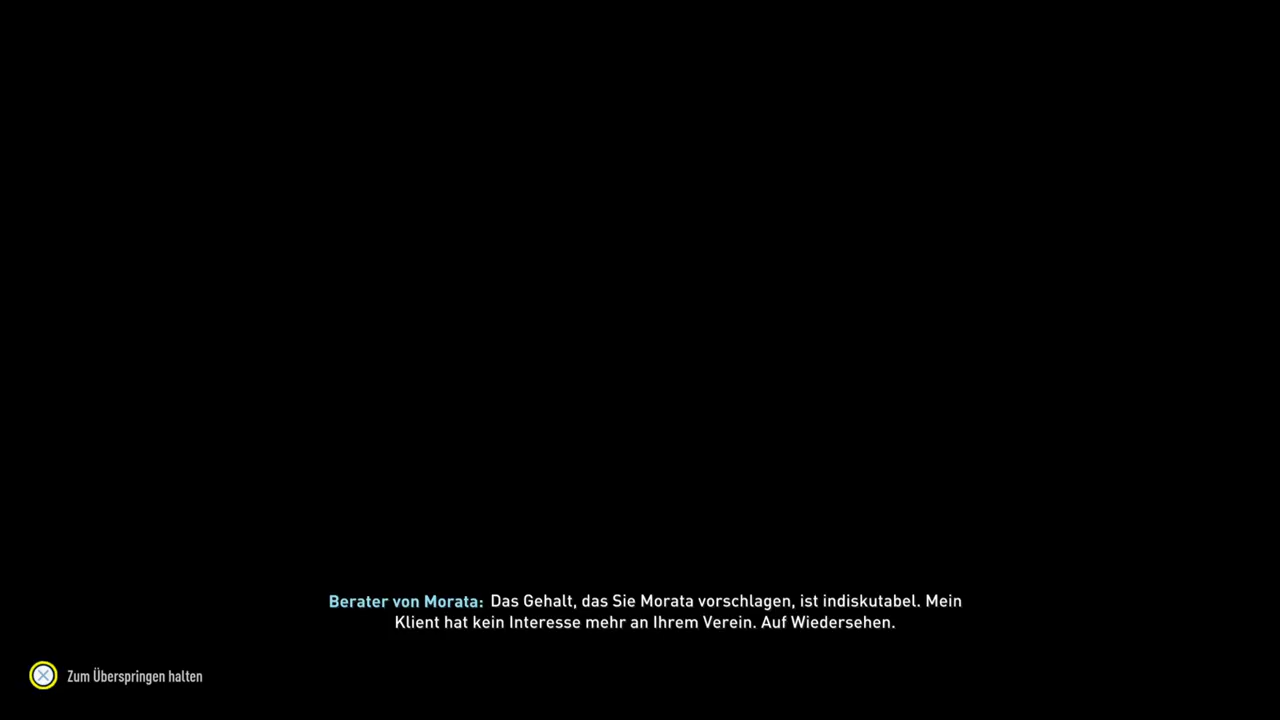 Berater von Morata: Das Gehalt, das Sie Morata vorschlagen, ist indiskutabel. Mein
Klient hat kein Interesse mehr an Ihrem Verein. Auf Wiedersehen.
Zum Überspringen halten